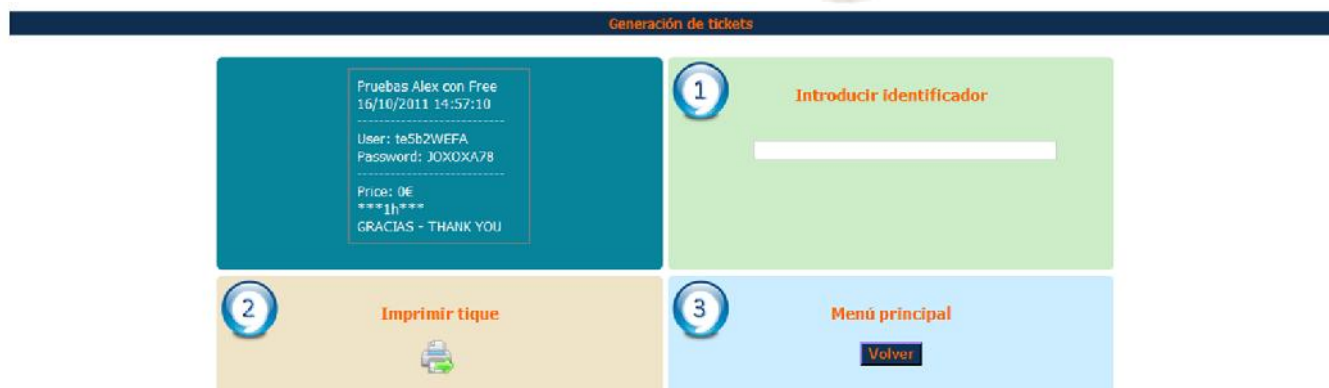 Generación de tickets
Pruebas Alex con Free
16/10/2011 14:57:10
---------------------------
User: te5b2WEFA
Password: JOXOXA78
---------------------------
Price: 0€
***1h***
GRACIAS - THANK YOU
1
Introducir identificador
2
Imprimir tique
3
Menú principal
Volver